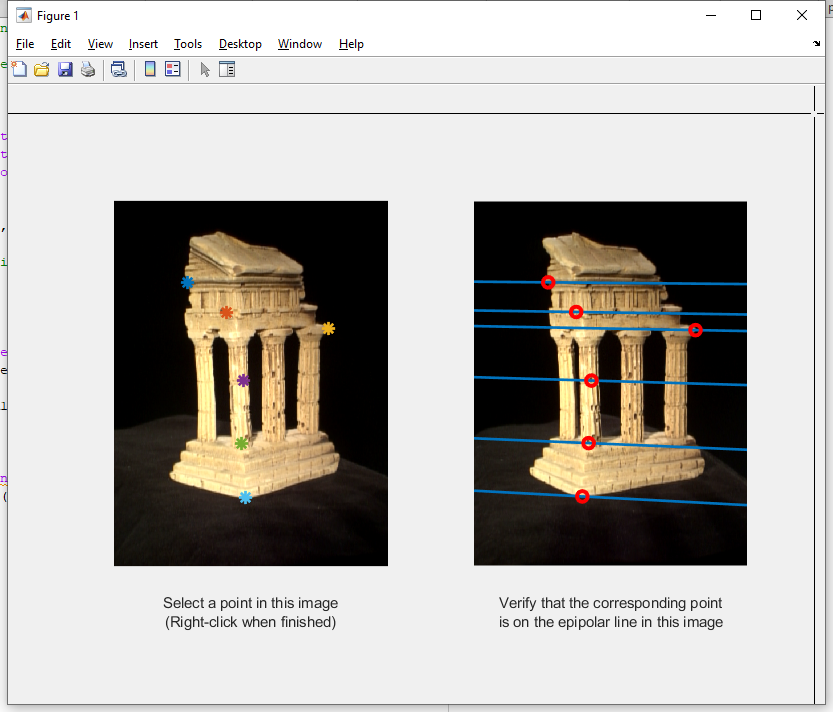 Figure 1
File Edit View Insert Tools Desktop Window Help
Select a point in this image
(Right-click when finished)
Verify that the corresponding point
is on the epipolar line in this image